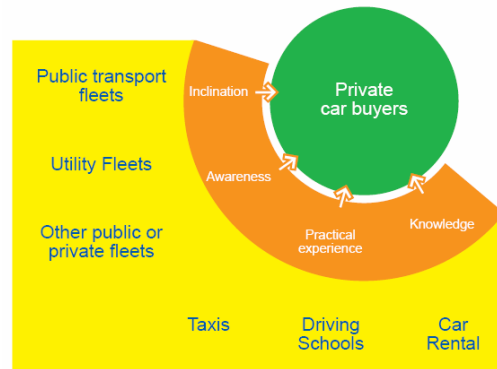 Public transport
fleets
Utility Fleets
Other public or
private fleets
Taxis
Driving
Schools
Car
Rental
Inclination
Awareness
Practical
experience
Knowledge
Private
car buyers